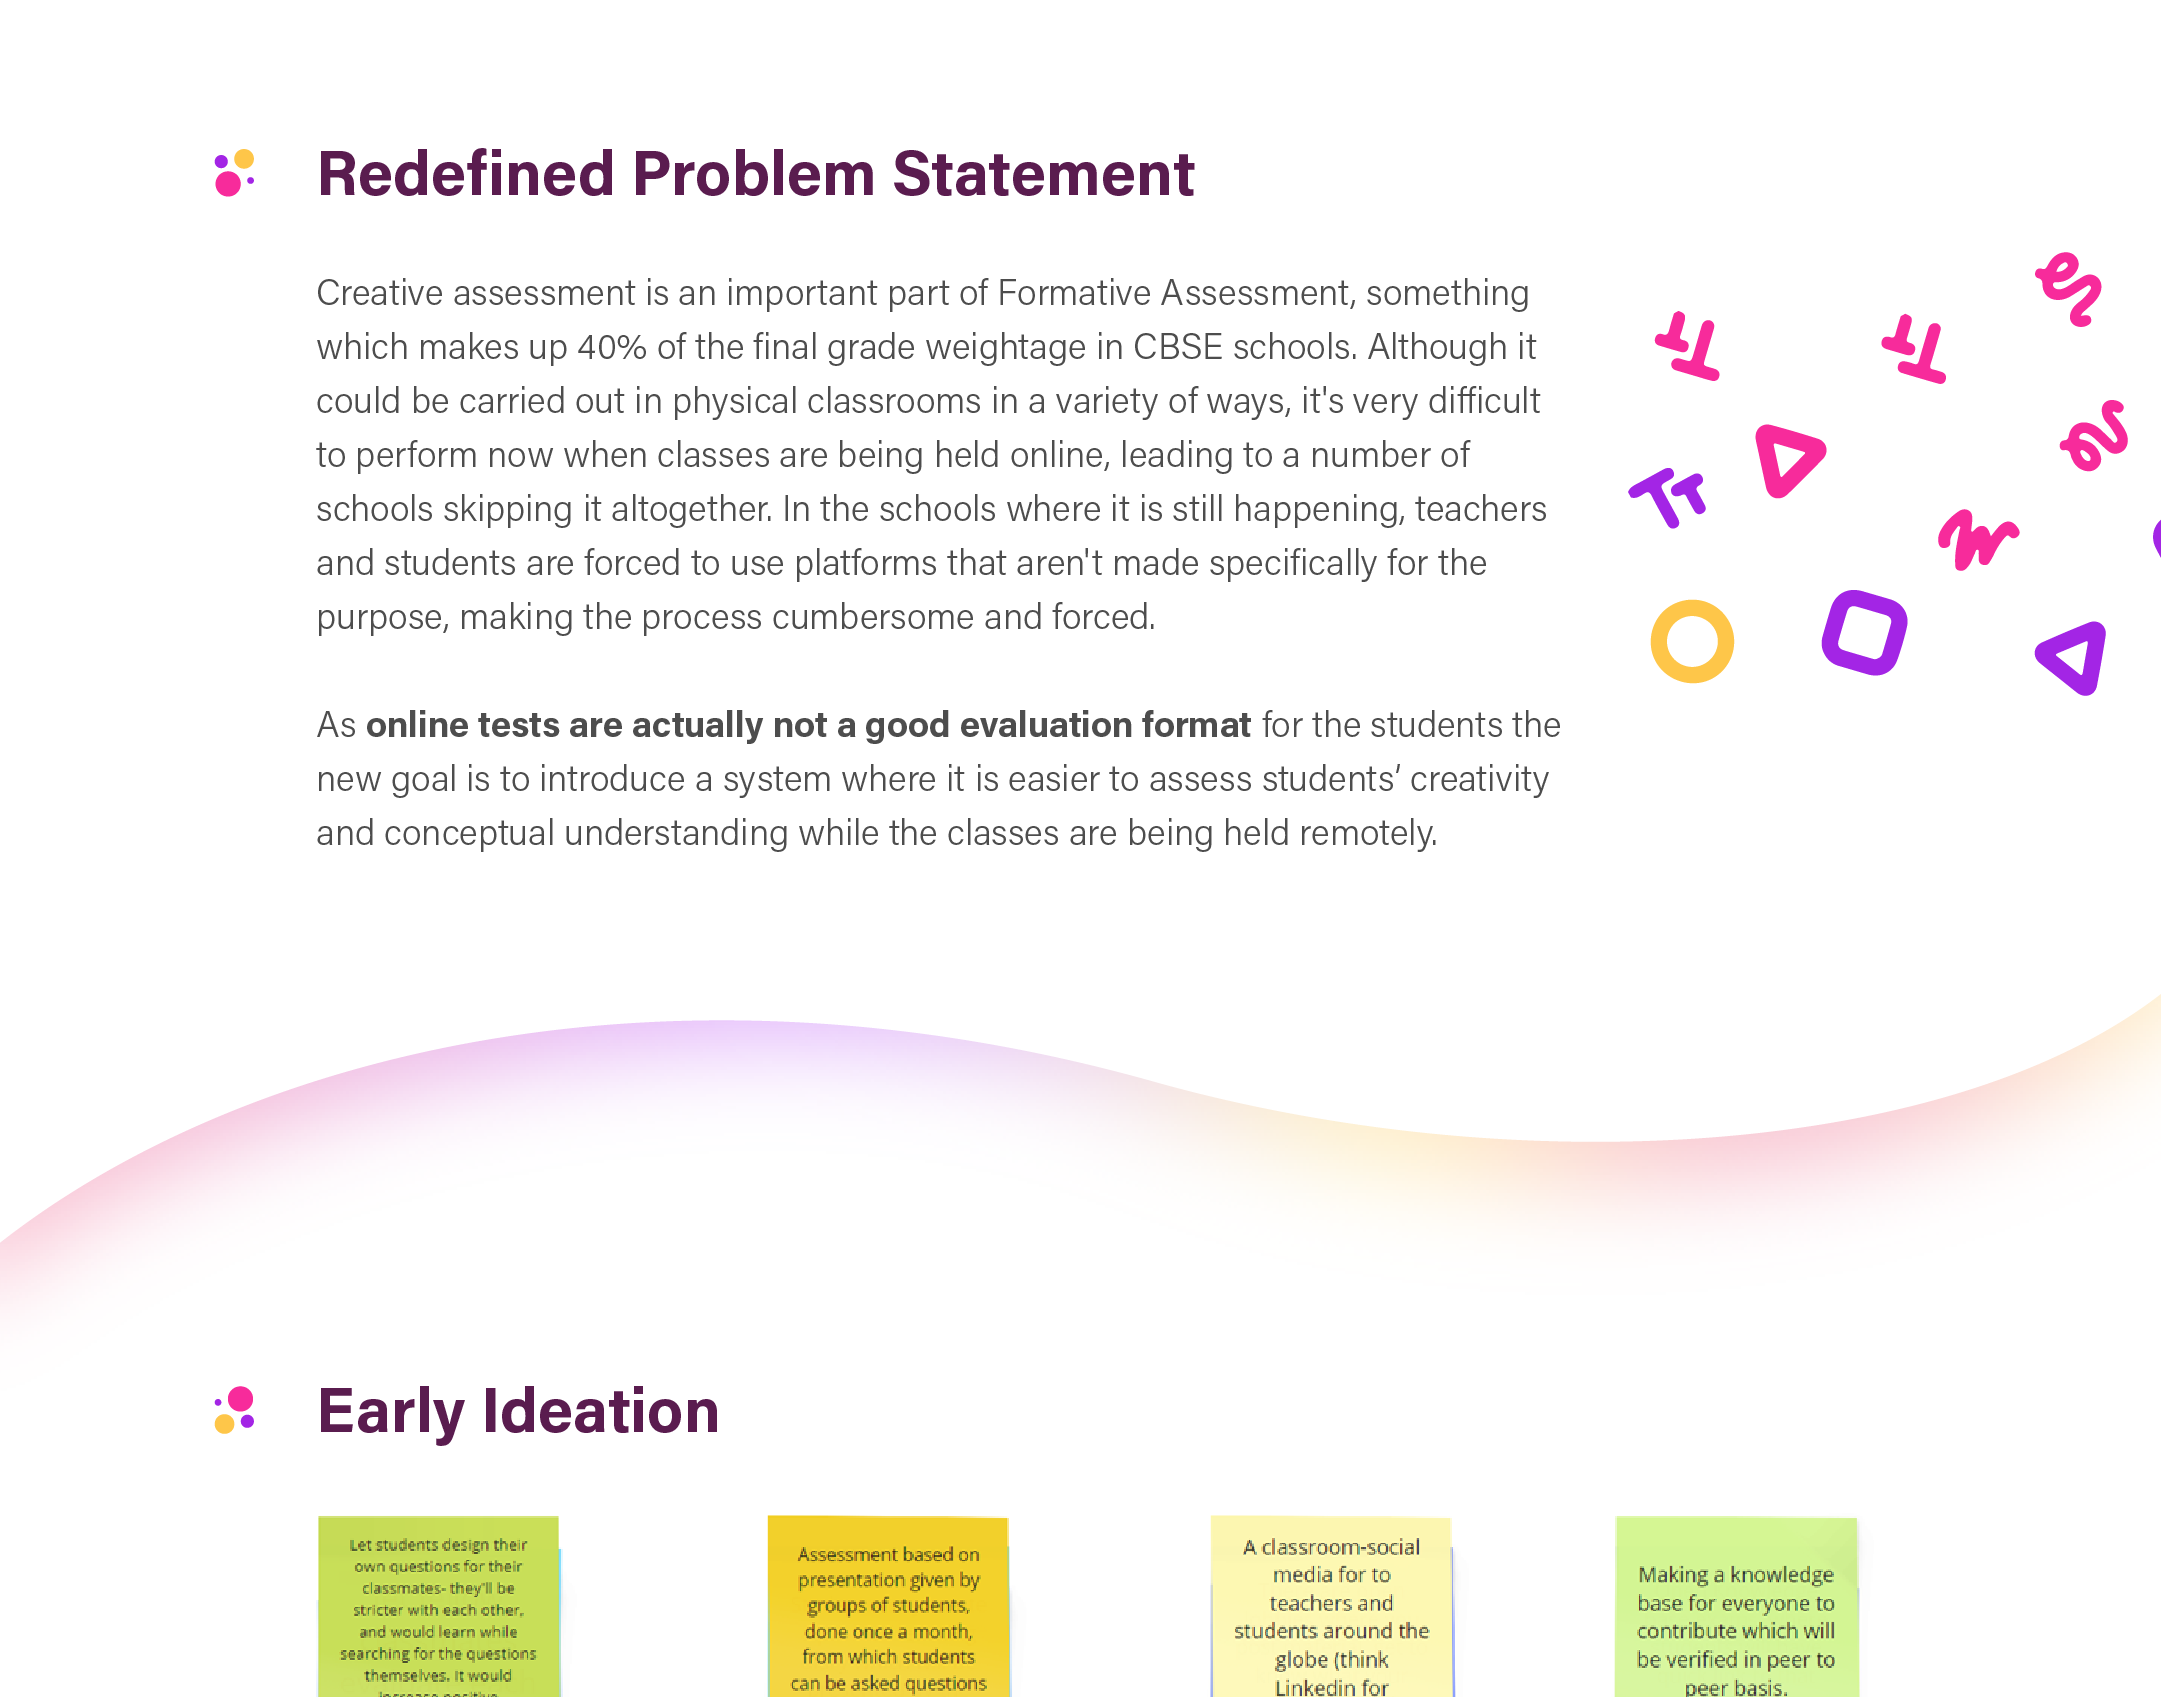 Redefined Problem Statement
Creative assessment is an important part of Formative Assessment, something
which makes up 40% of the final grade weightage in CBSE schools. Although it
could be carried out in physical classrooms in a variety of ways, it's very difficult
to perform now when classes are being held online, leading to a number of
schools skipping it altogether. In the schools where it is still happening, teachers
and students are forced to use platforms that aren't made specifically for the
purpose, making the process cumbersome and forced.
As online tests are actually not a good evaluation format for the students the
new goal is to introduce a system where it is easier to assess students’ creativity
and conceptual understanding while the classes are being held remotely.
Early Ideation
Let students design their
own questions for their
classmates- they'll be
stricter with each other,
and would learn while
searching for the questions
themselves. It would
increase positive
Assessment based on
presentation given by
groups of students,
done once a month,
from which students
can be asked questions
A classroom-social
media for to
teachers and
students around the
globe (think
Linkedin for
Making a knowledge
base for everyone to
contribute which will
be verified in peer to
peer basis.